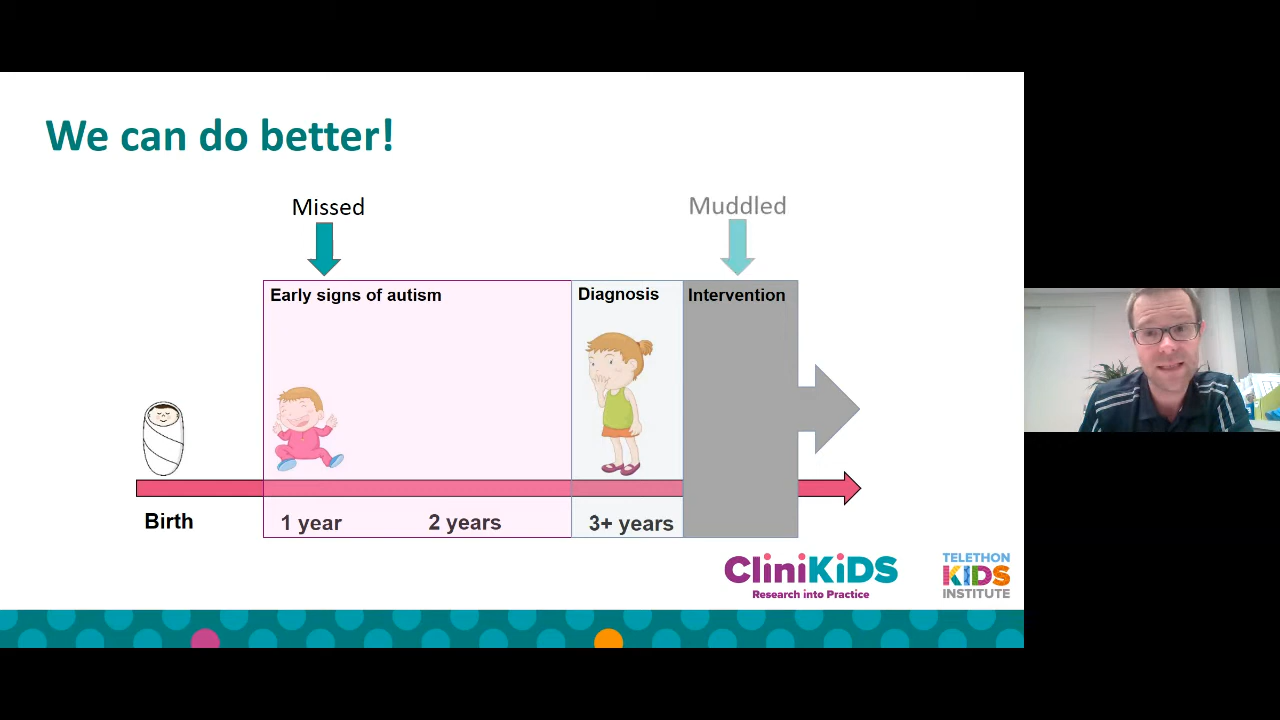 We can do better!
Missed
Muddled
Early signs of autism
Diagnosis
Intervention
Birth
1 year
2 years
3+ years
CliniKiDS
Research into Practice
TELETHON
KIDS
INSTITUTE